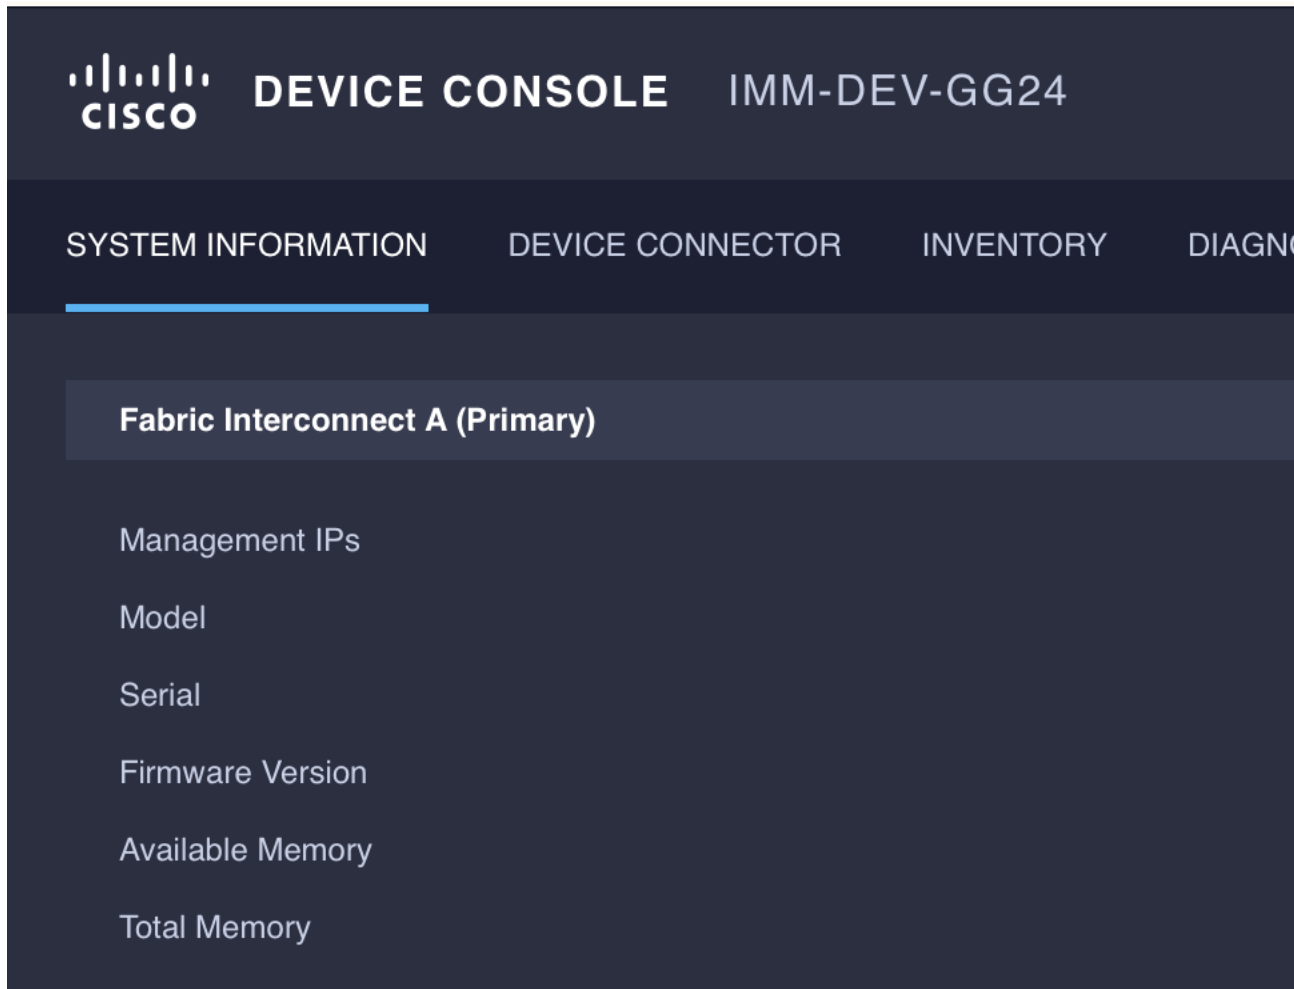 CISCO DEVICE CONSOLE IMM-DEV-GG24
SYSTEM INFORMATION DEVICE CONNECTOR INVENTORY DIAGNO
Fabric Interconnect A (Primary)
Management IPs
Model
Serial
Firmware Version
Available Memory
Total Memory